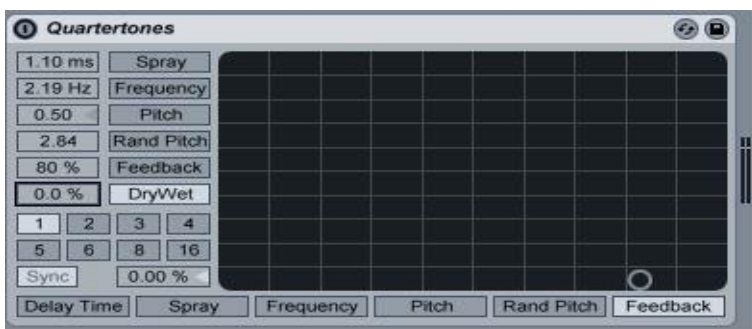 Quartertones
1.10 ms Spray
2.19 Hz Frequency
0.50 Pitch
2.84 Rand Pitch
80 % Feedback
0.0 % DryWet
1 2 3 4
5 6 8 16
Sync 0.00 %
Delay Time Spray Frequency Pitch Rand Pitch Feedback